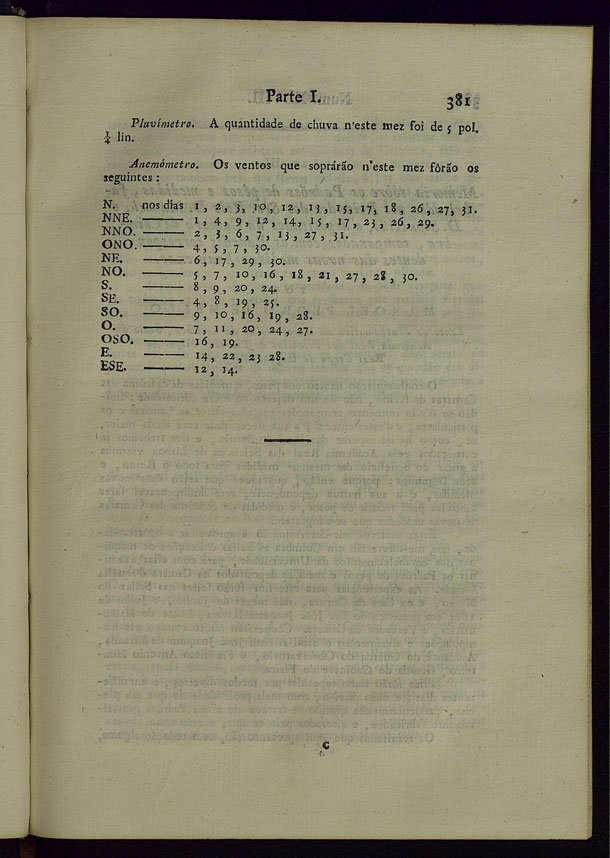 Parte I. 381
Pluvímetro. A quantidade de chuva n'este mez foi de 5 pol.
¼ lin.
Anemómetro. Os ventos que soprárão n'este mez fôrão os
seguintes :
N. nos dias 1, 2, 3, 10, 12, 13, 15, 17, 18, 26, 27, 31.
NNE. ——— 1, 4, 9, 12, 14, 15, 17, 23, 26, 29.
NNO. ——— 2, 3, 6, 7, 13, 27, 31.
ONO. ——— 4, 5, 7, 30.
NE. ——— 6, 17, 29, 30.
NO. ——— 5, 7, 10, 16, 18, 21, 27, 28, 30.
S. ——— 8, 9, 20, 24.
SE. ——— 4, 8, 19, 25.
SO. ——— 9, 10, 16, 19, 28.
O. ——— 7, 11, 20, 24, 27.
OSO. ——— 16, 19.
E. ——— 14, 22, 23 28.
ESE. ——— 12, 14.
C